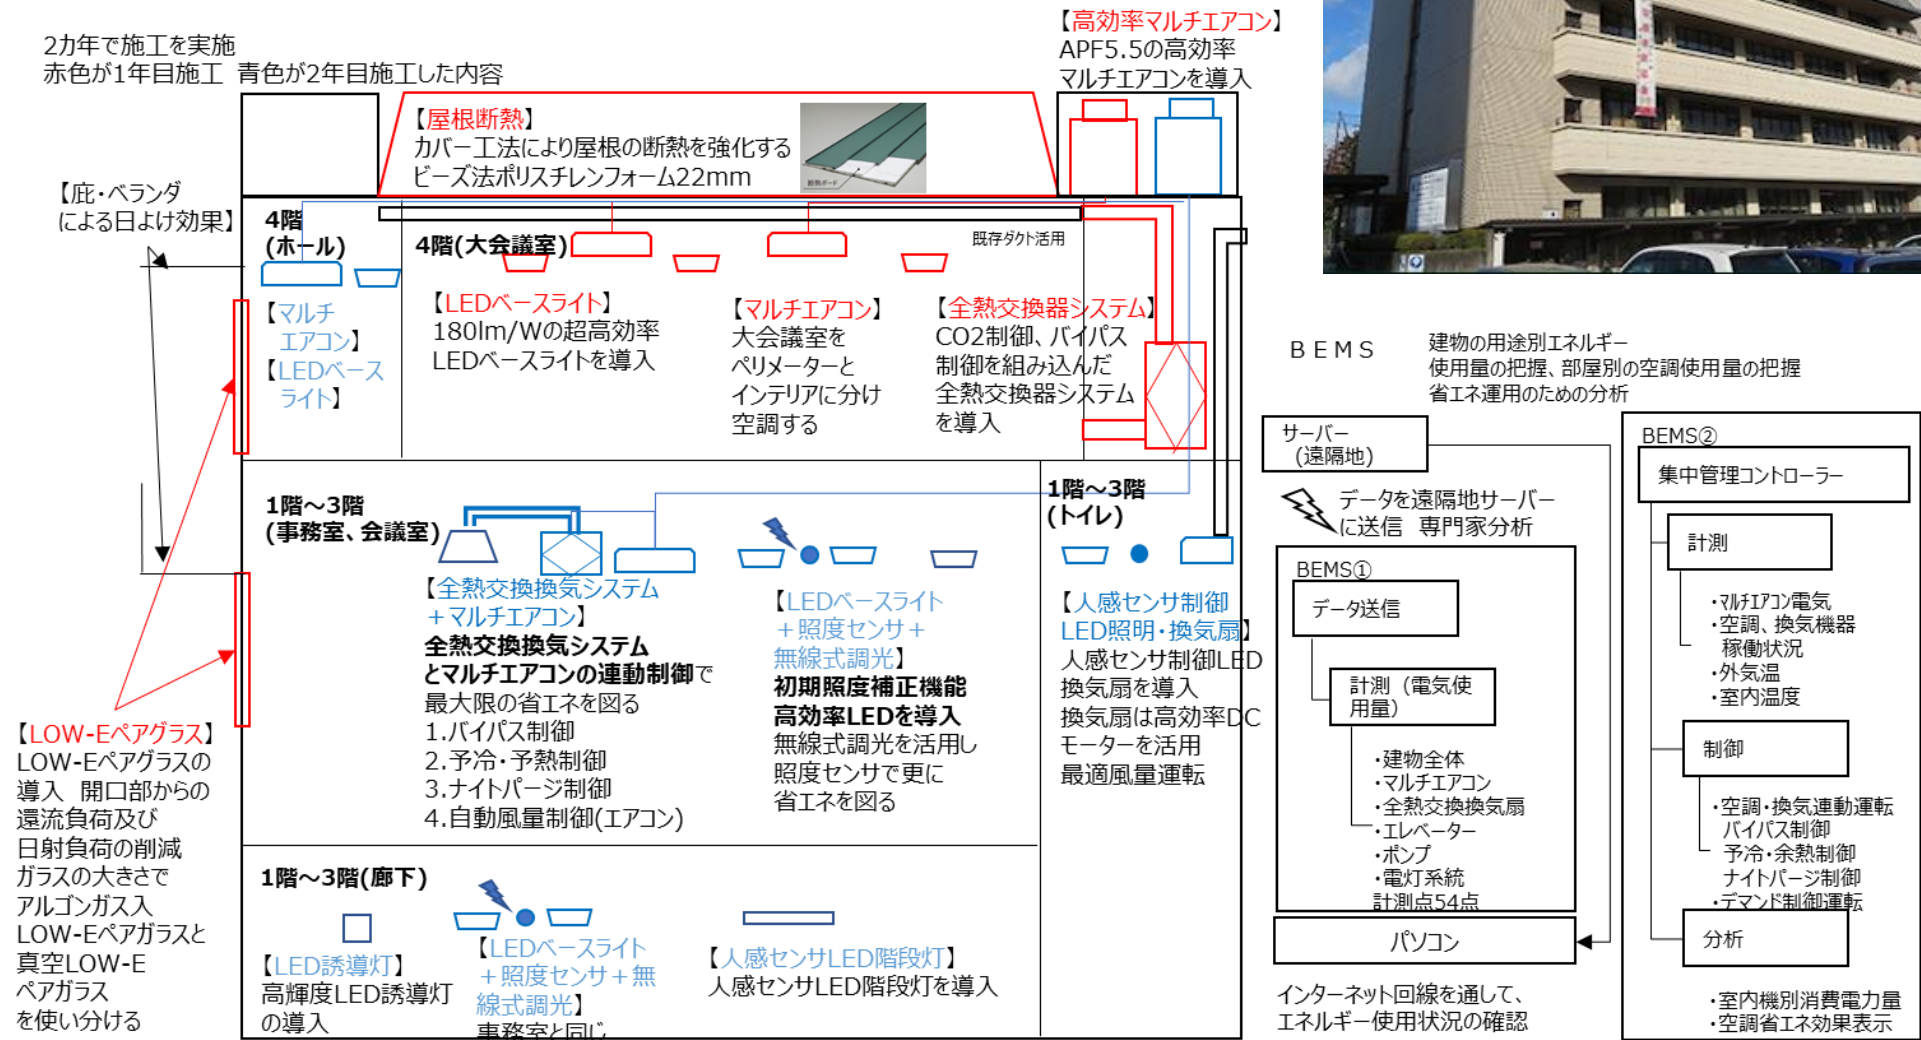 2カ年で施工を実施
赤色が1年目施工 青色が2年目施工した内容
【高効率マルチエアコン】
APF5.5の高効率
マルチエアコンを導入
【屋根断熱】
カバー工法により屋根の断熱を強化する
ビーズ法ポリスチレンフォーム22mm
断熱ボード
【庇・ベランダ
による日よけ効果】
4階
(ホール)
【マルチ
エアコン】
【LEDベース
ライト】
4階(大会議室)
既存ダクト活用
【LEDベースライト】
180lm/Wの超高効率
LEDベースライトを導入
【マルチエアコン】
大会議室を
ペリメーターと
インテリアに分け
空調する
【全熱交換器システム】
CO2制御、バイパス
制御を組み込んだ
全熱交換器システム
を導入
1階～3階
(事務室、会議室)
【全熱交換換気システム
＋マルチエアコン】
全熱交換換気システム
とマルチエアコンの連動制御で
最大限の省エネを図る
1.バイパス制御
2.予冷・予熱制御
3.ナイトパージ制御
4.自動風量制御(エアコン)
【LEDベースライト
＋照度センサ＋
無線式調光】
初期照度補正機能
高効率LEDを導入
無線式調光を活用し
照度センサで更に
省エネを図る
1階～3階
(トイレ)
【人感センサ制御
LED照明・換気扇】
人感センサ制御LED
換気扇を導入
換気扇は高効率DC
モーターを活用
最適風量運転
【LOW-Eペアグラス】
LOW-Eペアグラスの
導入 開口部からの
還流負荷及び
日射負荷の削減
ガラスの大きさで
アルゴンガス入
LOW-Eペアガラスと
真空LOW-E
ペアガラス
を使い分ける
1階～3階(廊下)
【LED誘導灯】
高輝度LED誘導灯
の導入
【LEDベースライト
＋照度センサ＋無
線式調光】
事務室と同じ
【人感センサLED階段灯】
人感センサLED階段灯を導入
ＢＥＭＳ
建物の用途別エネルギー
使用量の把握、部屋別の空調使用量の把握
省エネ運用のための分析
サーバー
(遠隔地)
データを遠隔地サーバー
に送信 専門家分析
BEMS①
データ送信
計測（電気使
用量）
・建物全体
・マルチエアコン
・全熱交換換気扇
・エレベーター
・ポンプ
・電灯系統
計測点54点
パソコン
インターネット回線を通して、
エネルギー使用状況の確認
BEMS②
集中管理コントローラー
計測
・マルチエアコン電気
・空調、換気機器
稼働状況
・外気温
・室内温度
制御
・空調・換気連動運転
バイパス制御
予冷・余熱制御
ナイトパージ制御
・デマンド制御運転
分析
・室内機別消費電力量
・空調省エネ効果表示